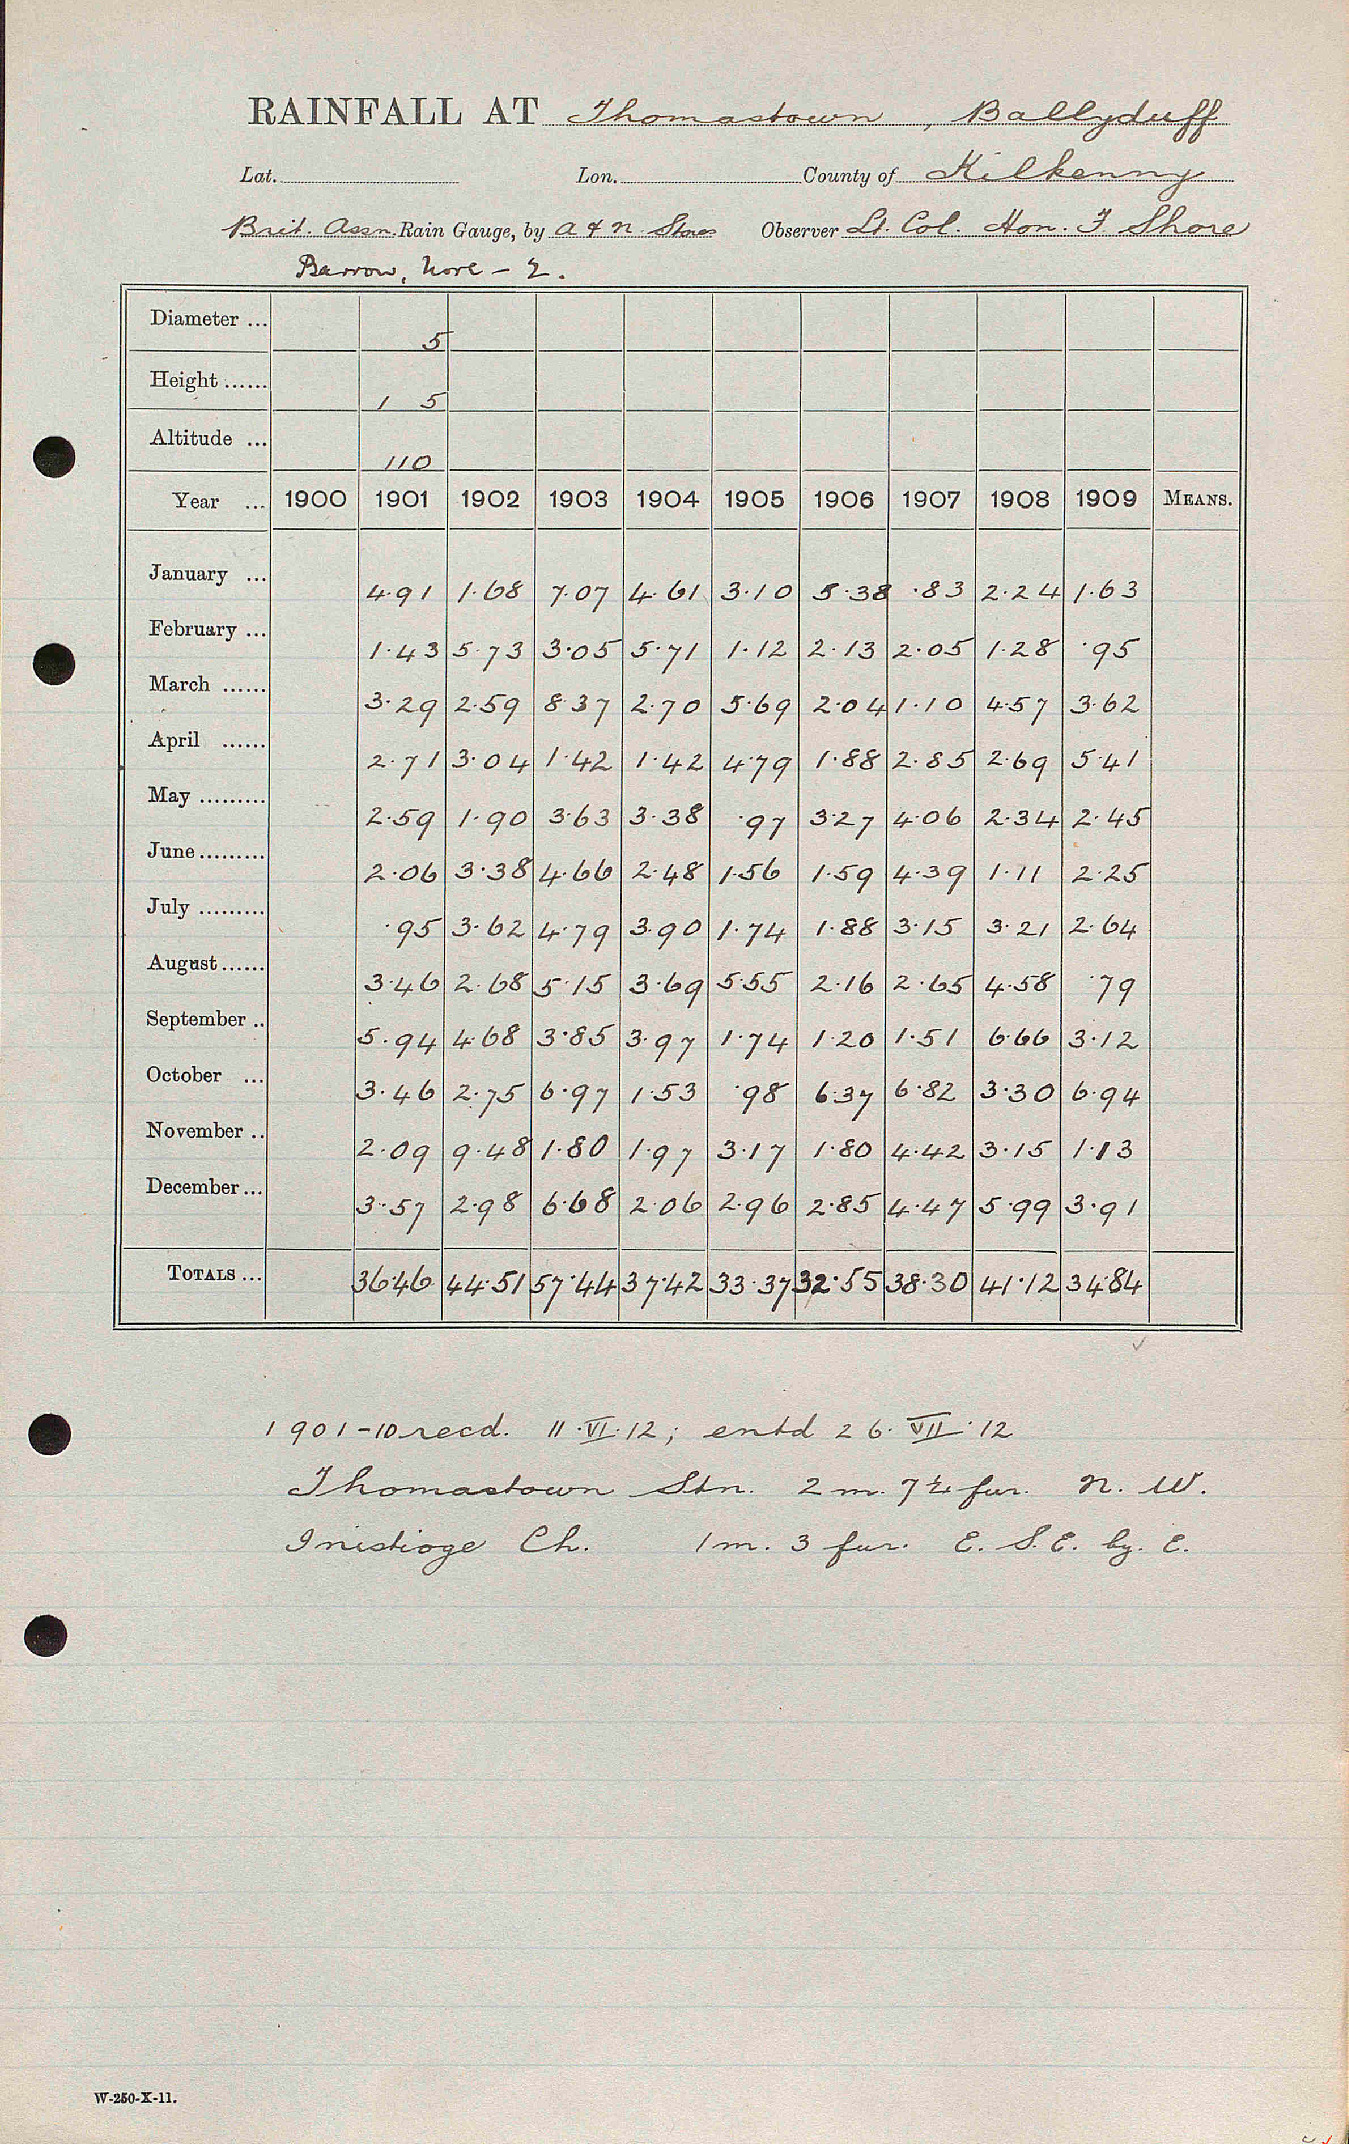 RAINFALL AT Thomastown, Ballyduff
Lat. Lon. County of Kilkenny
Brit. Assn. Rain Gauge, by A & N Stores Observer Lt. Col. Hon. F Shore
Barrow, Nore - 2.
Diameter ... 5
Height ...... 1 5
Altitude ... 110
Year ... 1900 1901 1902 1903 1904 1905 1906 1907 1908 1909 MEANS.
January ... 4.91 1.68 7.07 4.61 3.10 5.38 .83 2.24 1.63
February ... 1.43 5.73 3.05 5.71 1.12 2.13 2.05 1.28 .95
March ...... 3.29 2.59 8.37 2.70 5.69 2.04 1.10 4.57 3.62
April ...... 2.71 3.04 1.42 1.42 4.79 1.88 2.85 2.69 5.41
May ......... 2.59 1.90 3.63 3.38 .97 3.27 4.06 2.34 2.45
June ......... 2.06 3.38 4.66 2.48 1.56 1.59 4.39 1.11 2.25
July ......... .95 3.62 4.79 3.90 1.74 1.88 3.15 3.21 2.64
August ...... 3.46 2.68 5.15 3.69 5.55 2.16 2.65 4.58 .79
September .. 5.94 4.68 3.85 3.97 1.74 1.20 1.51 6.66 3.12
October ... 3.46 2.75 6.97 1.53 .98 6.37 6.82 3.30 6.94
November .. 2.09 9.48 1.80 1.97 3.17 1.80 4.42 3.15 1.13
December ... 3.57 2.98 6.68 2.06 2.96 2.85 4.47 5.99 3.91
TOTALS ... 36.46 44.51 57.44 37.42 33.37 32.55 38.30 41.12 34.84
1901-10 recd. 11.VI.12; entd 26.VII.12
Thomastown Stn. 2 m. 7½ fur. N. W.
Inistioge Ch. 1 m. 3 fur. E. S.E. by. E.
W-250-X-11.